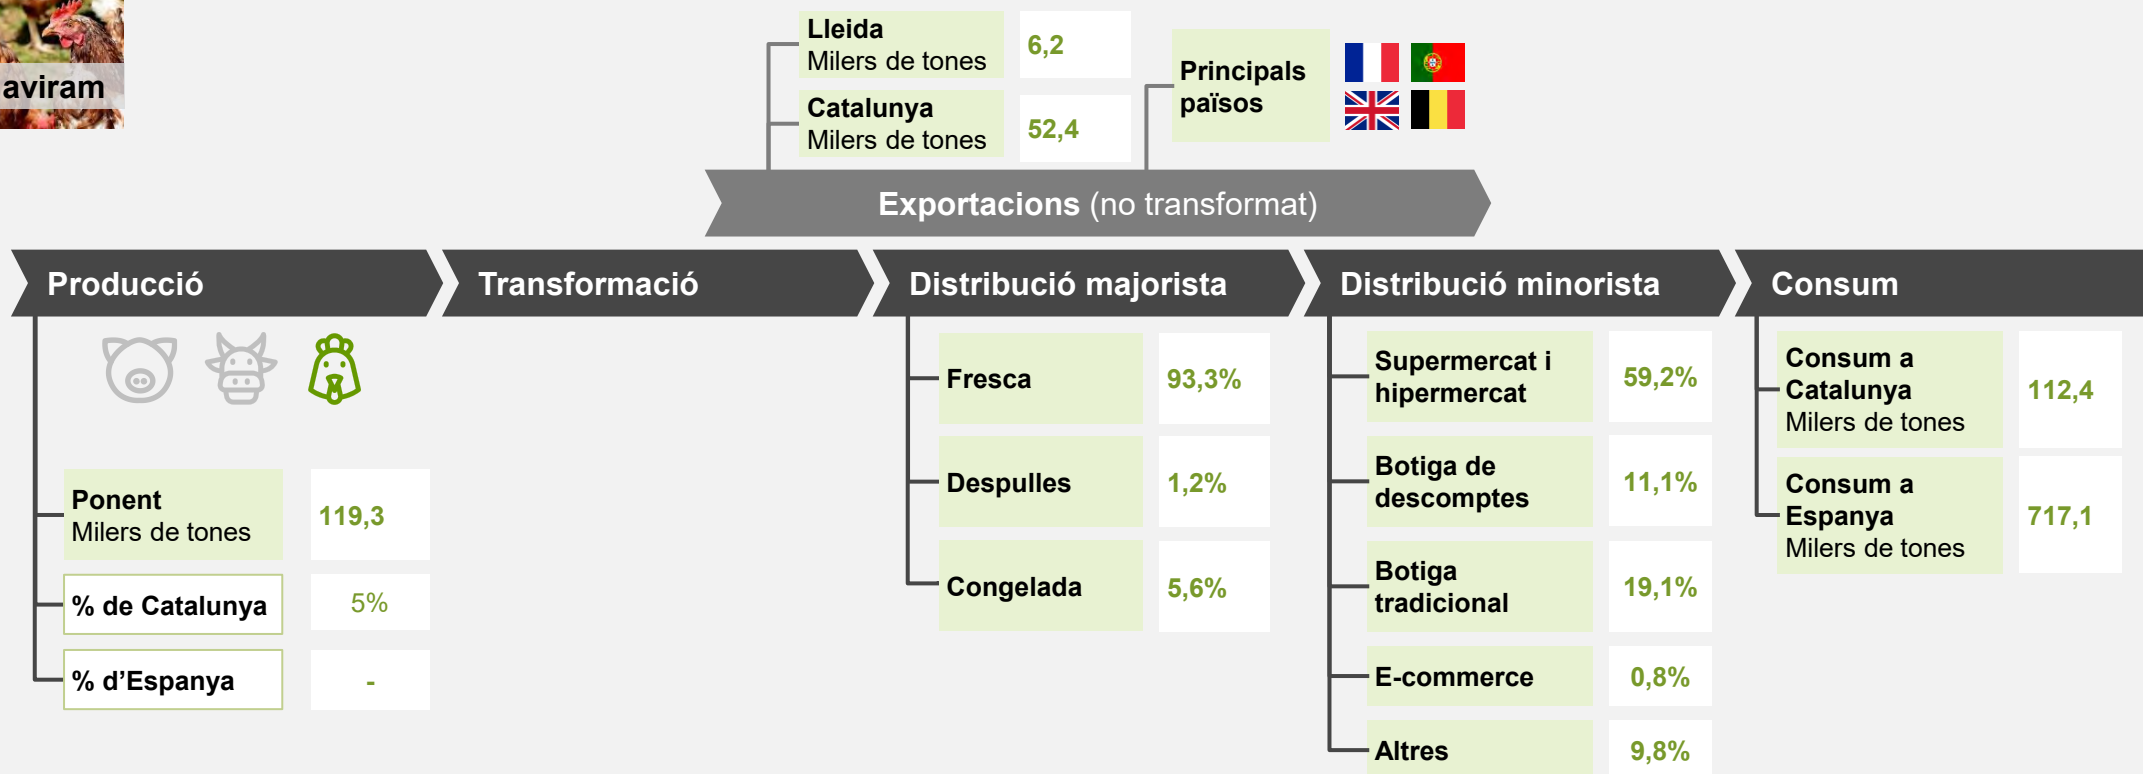 aviram
Lleida
Milers de tones
6,2
Catalunya
Milers de tones
52,4
Principals
països
Exportacions (no transformat)
Producció
Transformació
Distribució majorista
Distribució minorista
Consum
Ponent
Milers de tones
119,3
% de Catalunya
5%
% d’Espanya
-
Fresca
93,3%
Despulles
1,2%
Congelada
5,6%
Supermercat i
hipermercat
59,2%
Botiga de
descomptes
11,1%
Botiga
tradicional
19,1%
E-commerce
0,8%
Altres
9,8%
Consum a
Catalunya
Milers de tones
112,4
Consum a
Espanya
Milers de tones
717,1